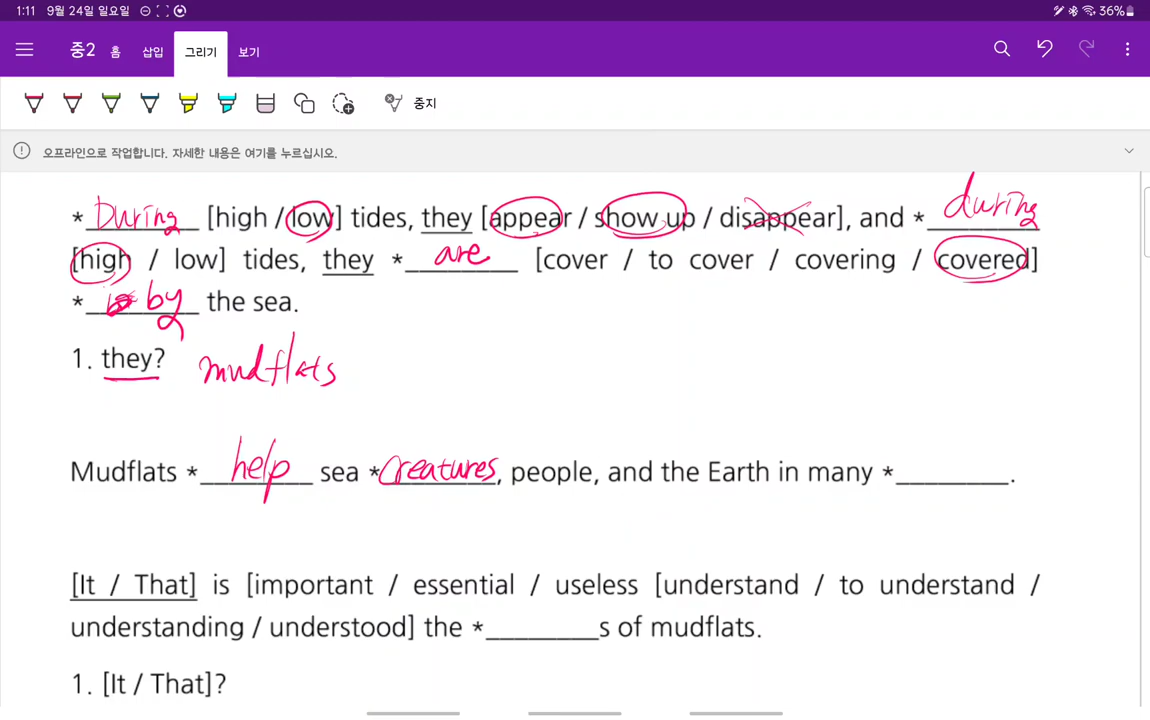 1:11 9월 24일 일요일 36%
중2 홈 삽입 그리기 보기
중지
오프라인으로 작업합니다. 자세한 내용은 여기를 누르십시오.
* During [high / low] tides, they [appear / show up / disappear], and * during
[high / low] tides, they * are [cover / to cover / covering / covered]
* by the sea.
1. they? mudflats
Mudflats * help sea * creatures, people, and the Earth in many * ________.
[It / That] is [important / essential / useless [understand / to understand /
understanding / understood] the * ________s of mudflats.
1. [It / That]?